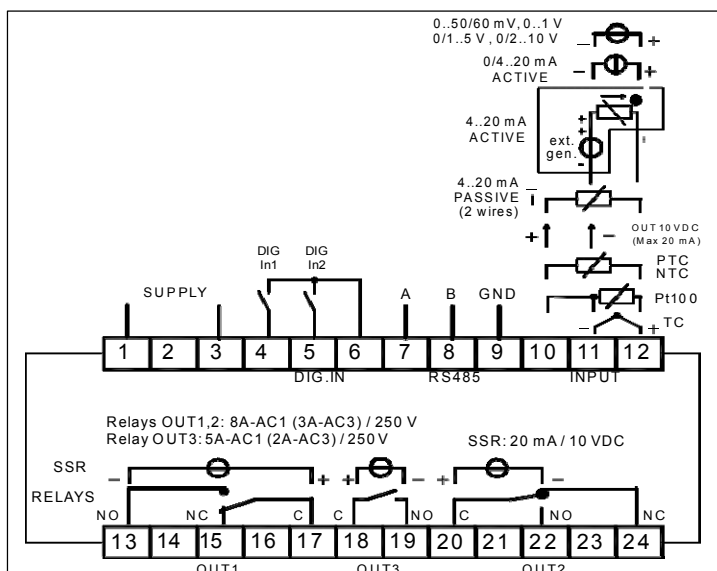 0..50/60 mV, 0..1 V
0/1..5 V , 0/2..10 V
− +
0/4..20 mA
ACTIVE
− +
4..20 mA
ACTIVE
+
+
ext.
gen.
-
4..20 mA
PASSIVE
(2 wires)
+ −
OUT 10 VDC
(Max 20 mA)
PTC
NTC
Pt100
− + TC
DIG
In1
DIG
In2
SUPPLY
A B GND
1 2 3 4 5 6 7 8 9 10 11 12
DIG.IN RS485 INPUT
Relays OUT1,2: 8A-AC1 (3A-AC3) / 250 V
Relay OUT3: 5A-AC1 (2A-AC3) / 250 V
SSR: 20 mA / 10 VDC
SSR − + + − + −
RELAYS
NO NC C C NO C NO NC
13 14 15 16 17 18 19 20 21 22 23 24
OUT1 OUT3 OUT2